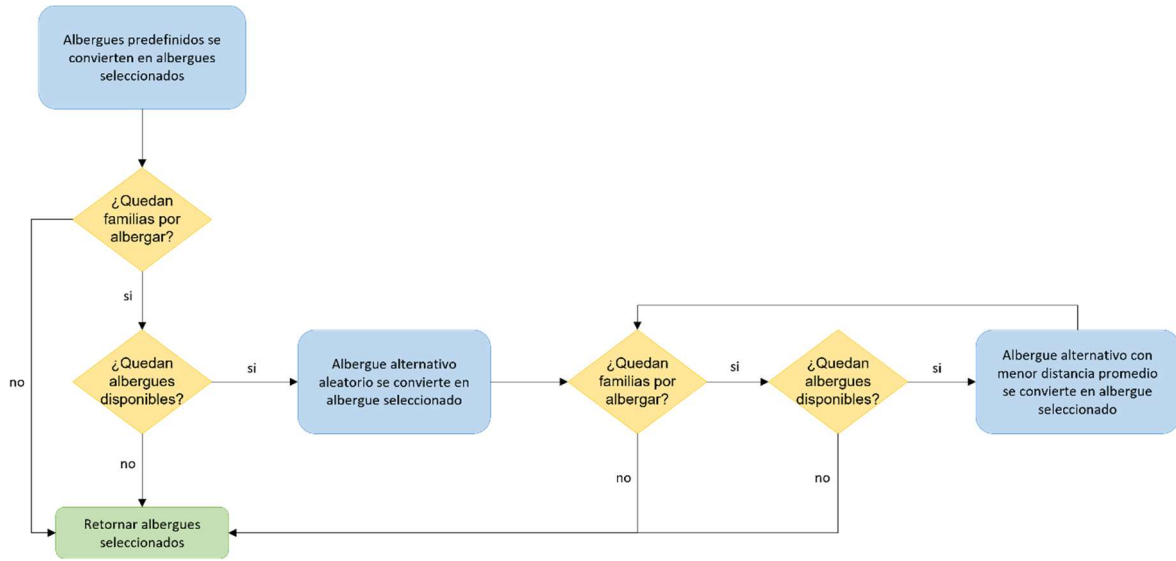 Albergues predefinidos se
convierten en albergues
seleccionados
¿Quedan
familias por
albergar?
si
no
¿Quedan
albergues
disponibles?
si
no
Albergue alternativo
aleatorio se convierte en
albergue seleccionado
¿Quedan
familias por
albergar?
si
no
¿Quedan
albergues
disponibles?
si
no
Albergue alternativo con
menor distancia promedio
se convierte en albergue
seleccionado
Retornar albergues
seleccionados